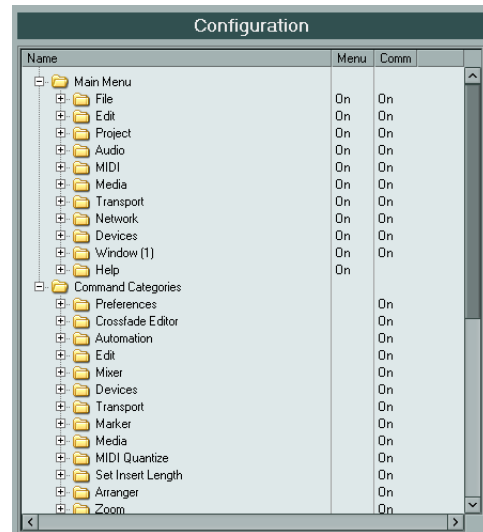 Configuration
Name Menu Comm
Main Menu
File On On
Edit On On
Project On On
Audio On On
MIDI On On
Media On On
Transport On On
Network On On
Devices On On
Window (1) On On
Help On
Command Categories
Preferences On
Crossfade Editor On
Automation On
Edit On
Mixer On
Devices On
Transport On
Marker On
Media On
MIDI Quantize On
Set Insert Length On
Arranger On
Zoom On